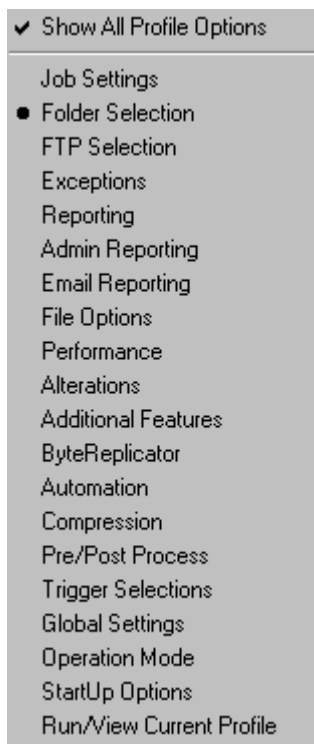 Show All Profile Options
Job Settings
Folder Selection
FTP Selection
Exceptions
Reporting
Admin Reporting
Email Reporting
File Options
Performance
Alterations
Additional Features
ByteReplicator
Automation
Compression
Pre/Post Process
Trigger Selections
Global Settings
Operation Mode
StartUp Options
Run/View Current Profile